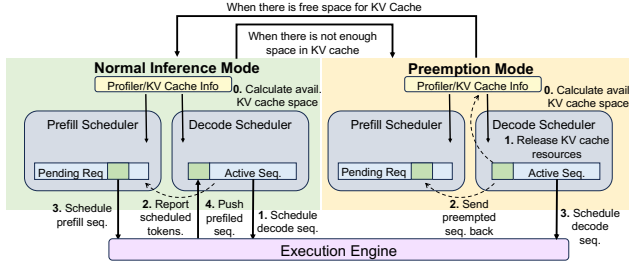 When there is free space for KV Cache
When there is not enough
space in KV cache
Normal Inference Mode
Profiler/KV Cache Info
0. Calculate avail.
KV cache space
Prefill Scheduler
Decode Scheduler
Pending Req
Active Seq.
3. Schedule
prefill seq.
2. Report
scheduled
tokens.
4. Push
prefiled
seq.
1. Schedule
decode seq.
Preemption Mode
Profiler/KV Cache Info
0. Calculate avail.
KV cache space
Prefill Scheduler
Decode Scheduler
1. Release KV cache
resources
Pending Req
Active Seq.
2. Send
preempted
seq. back
3. Schedule
decode
seq.
Execution Engine